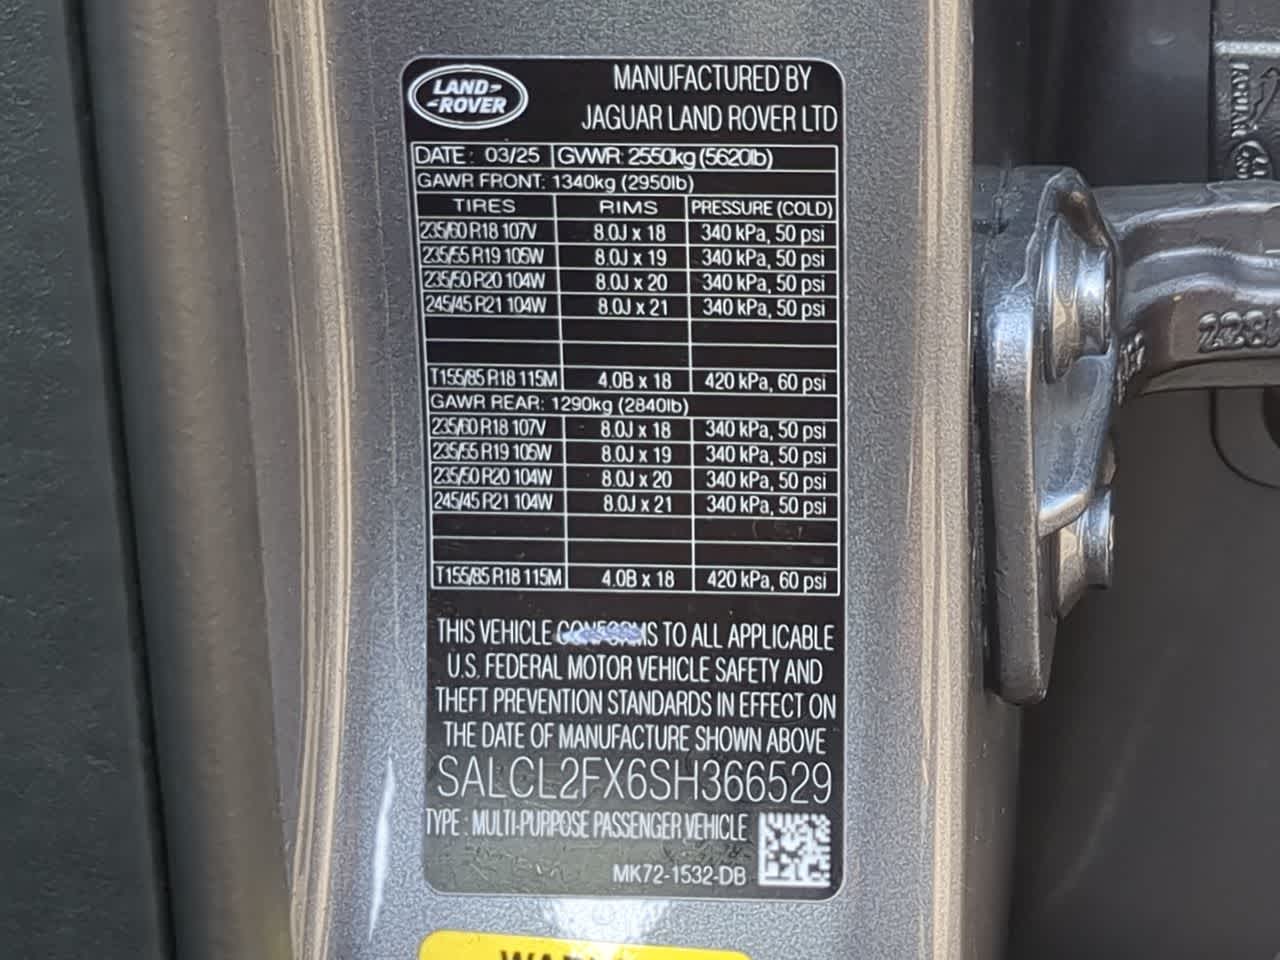 LAND-
-ROVER
MANUFACTURED BY
JAGUAR LAND ROVER LTD
DATE : 03/25 GVWR: 2550kg (5620lb)
GAWR FRONT: 1340kg (2950lb)
TIRES RIMS PRESSURE (COLD)
235/60 R18 107V 8.0J x 18 340 kPa, 50 psi
235/55 R19 105W 8.0J x 19 340 kPa, 50 psi
235/50 R20 104W 8.0J x 20 340 kPa, 50 psi
245/45 R21 104W 8.0J x 21 340 kPa, 50 psi
T155/85 R18 115M 4.0B x 18 420 kPa, 60 psi
GAWR REAR: 1290kg (2840lb)
235/60 R18 107V 8.0J x 18 340 kPa, 50 psi
235/55 R19 105W 8.0J x 19 340 kPa, 50 psi
235/50 R20 104W 8.0J x 20 340 kPa, 50 psi
245/45 R21 104W 8.0J x 21 340 kPa, 50 psi
T155/85 R18 115M 4.0B x 18 420 kPa, 60 psi
THIS VEHICLE CONFORMS TO ALL APPLICABLE
U.S. FEDERAL MOTOR VEHICLE SAFETY AND
THEFT PREVENTION STANDARDS IN EFFECT ON
THE DATE OF MANUFACTURE SHOWN ABOVE
SALCL2FX6SH366529
TYPE : MULTI-PURPOSE PASSENGER VEHICLE
MK72-1532-DB